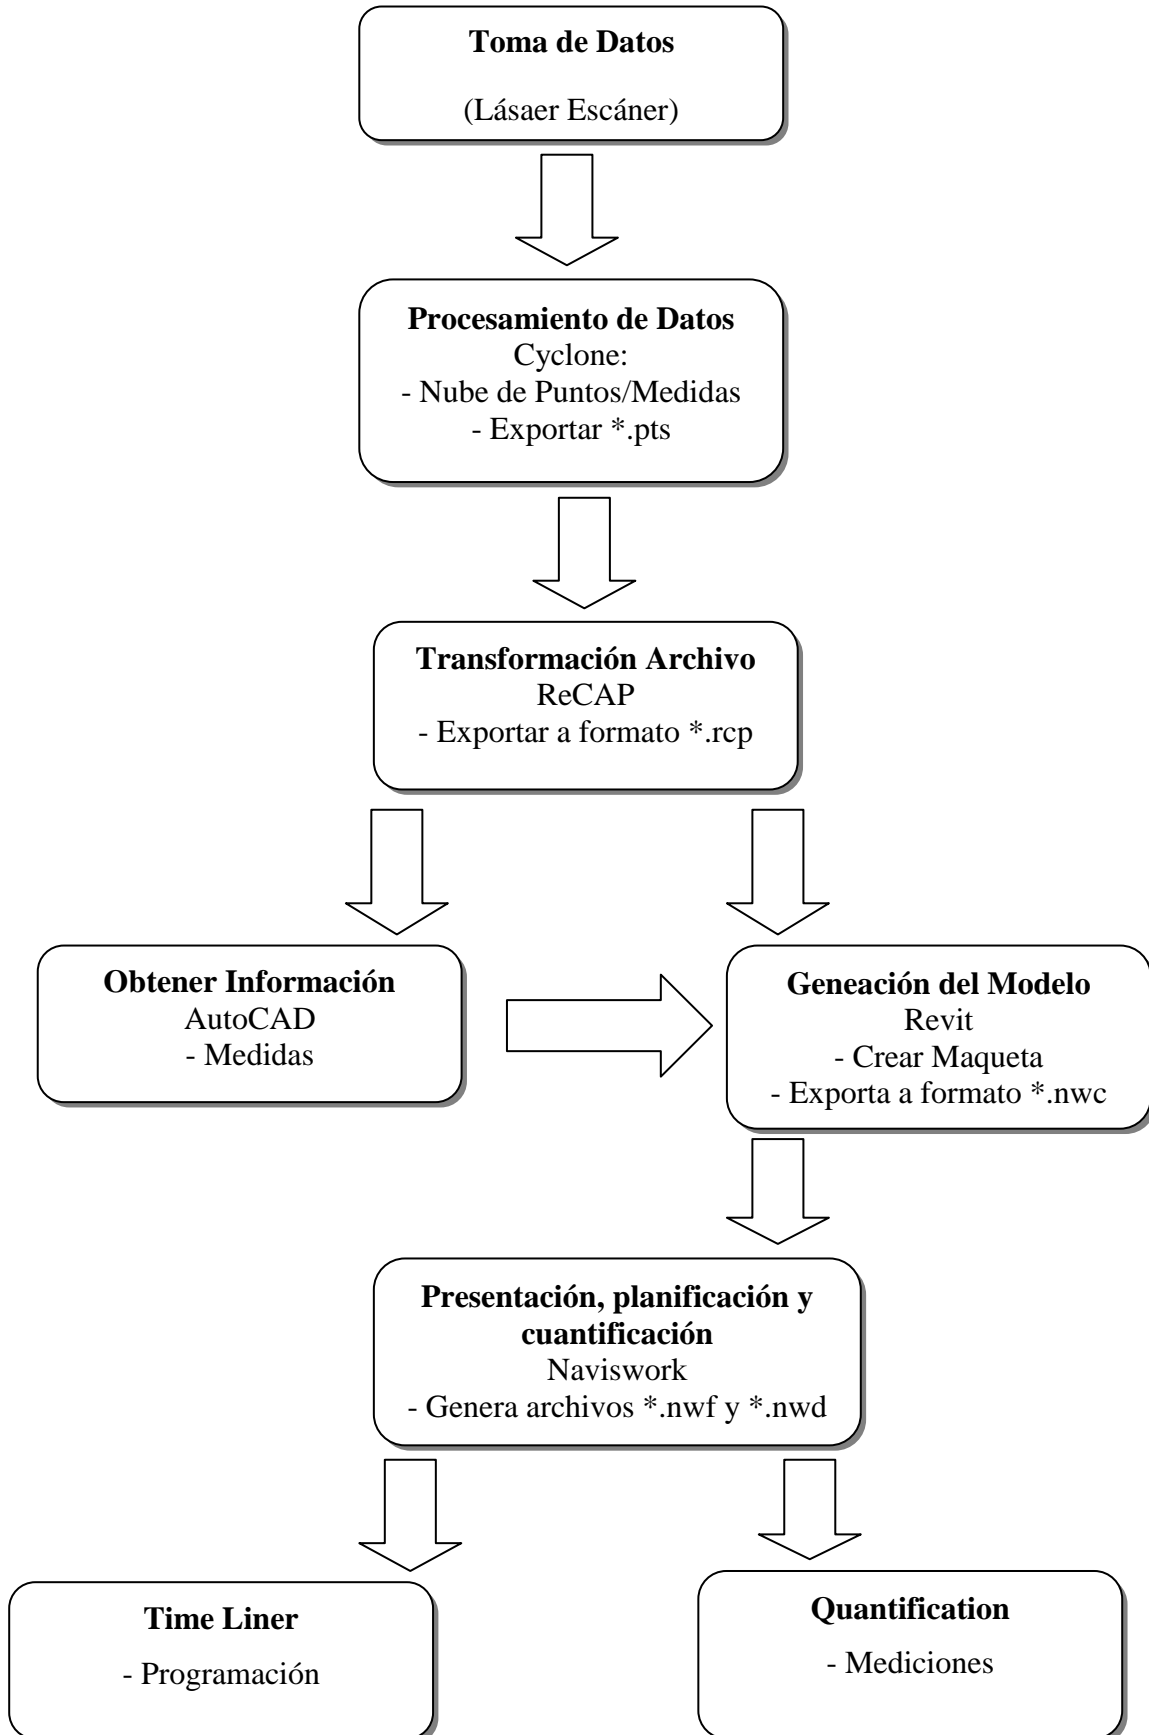 Toma de Datos
(Lásaer Escáner)
Procesamiento de Datos
Cyclone:
- Nube de Puntos/Medidas
- Exportar *.pts
Transformación Archivo
ReCAP
- Exportar a formato *.rcp
Obtener Información
AutoCAD
- Medidas
Geneación del Modelo
Revit
- Crear Maqueta
- Exporta a formato *.nwc
Presentación, planificación y
cuantificación
Naviswork
- Genera archivos *.nwf y *.nwd
Time Liner
- Programación
Quantification
- Mediciones